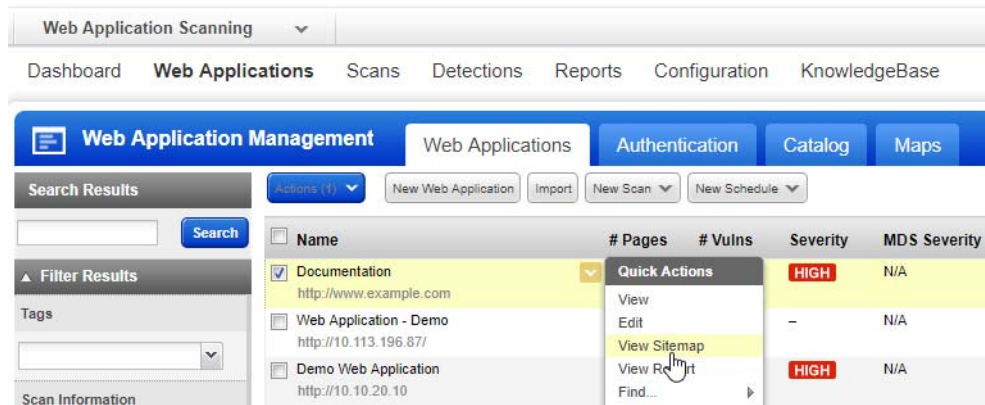 Web Application Scanning
Dashboard Web Applications Scans Detections Reports Configuration KnowledgeBase
Web Application Management Web Applications Authentication Catalog Maps
Search Results
Actions (1) New Web Application Import New Scan New Schedule
Search
Name # Pages # Vulns Severity MDS Severity
Filter Results
Documentation Quick Actions HIGH N/A
http://www.example.com
View
Tags
Web Application - Demo Edit – N/A
http://10.113.196.87/
View Sitemap
Demo Web Application HIGH N/A
http://10.10.20.10
Find...
Scan Information